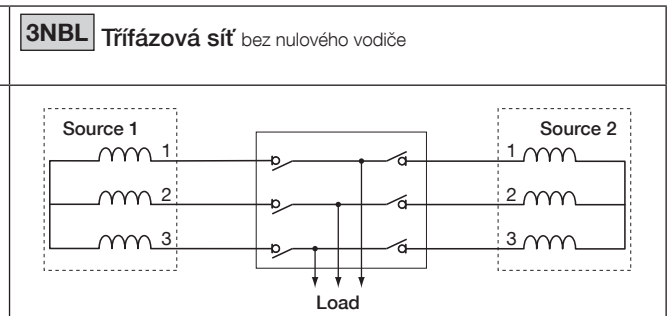 3NBL Třífázová síť bez nulového vodiče
Source 1 Source 2
1 1
2 2
3 3
Load